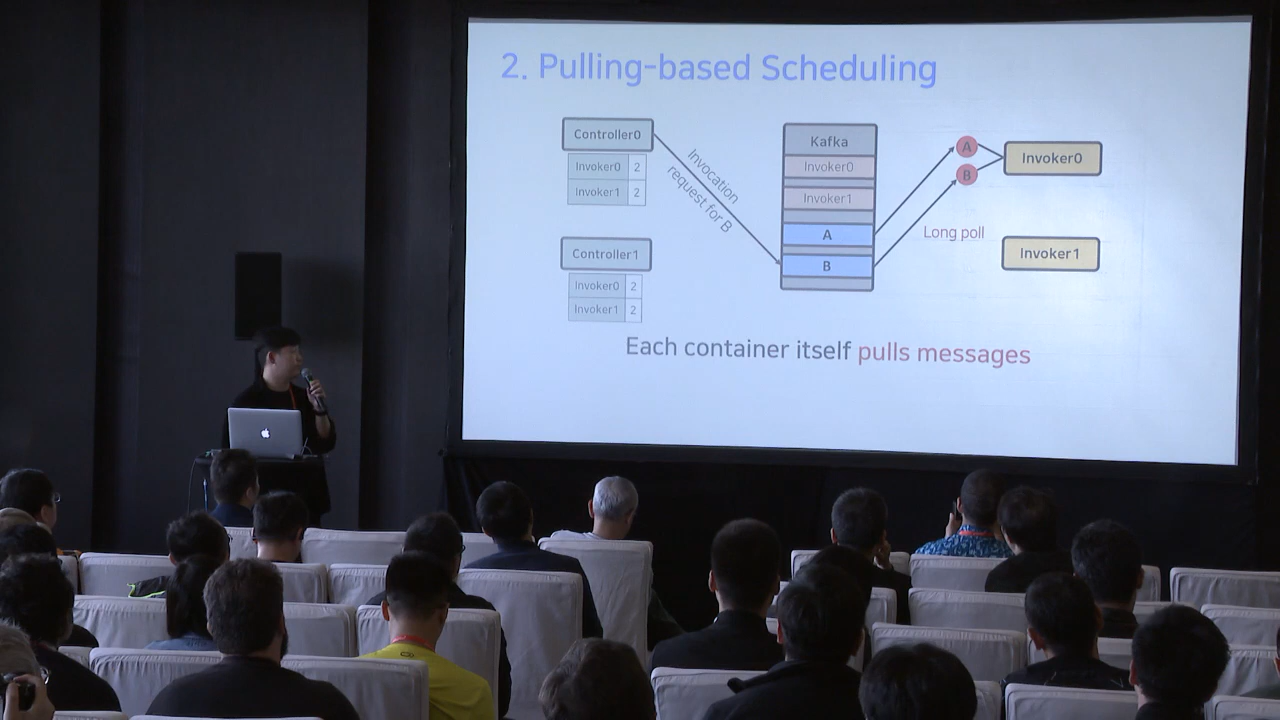 2. Pulling-based Scheduling
Controller0
Invoker0 2
Invoker1 2
Controller1
Invoker0 2
Invoker1 2
Invocation
request for B
Kafka
Invoker0
Invoker1
A
B
A
B
Long poll
Invoker0
Invoker1
Each container itself pulls messages